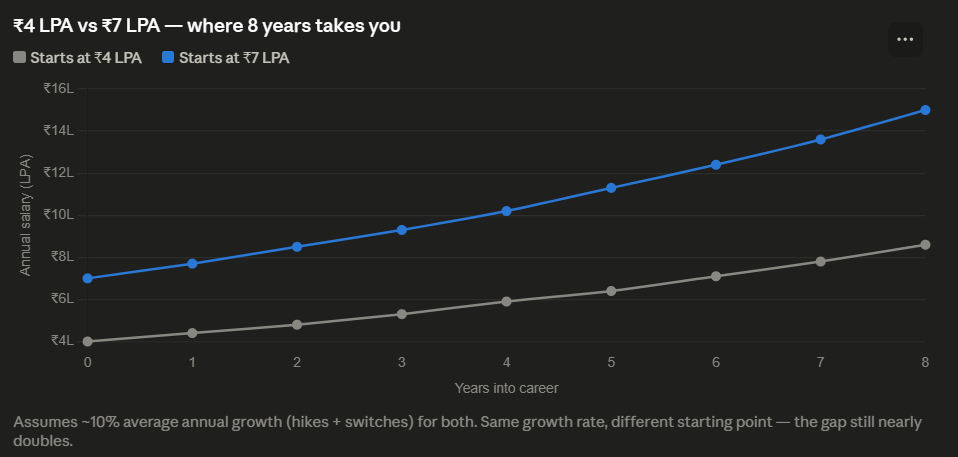 ₹4 LPA vs ₹7 LPA — where 8 years takes you
Starts at ₹4 LPA
Starts at ₹7 LPA
Annual salary (LPA)
₹16L
₹14L
₹12L
₹10L
₹8L
₹6L
₹4L
0 1 2 3 4 5 6 7 8
Years into career
Assumes ~10% average annual growth (hikes + switches) for both. Same growth rate, different starting point — the gap still nearly
doubles.